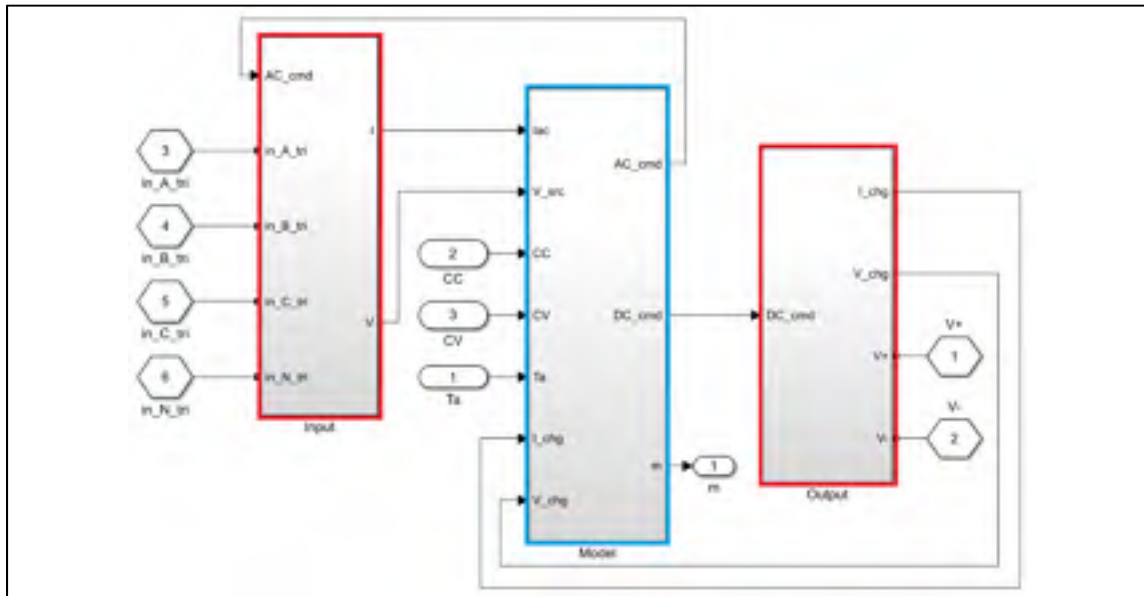 AC_cmd
in_A_tri
in_B_tri
in_C_tri
in_N_tri
I
V
Input
3
in_A_tri
4
in_B_tri
5
in_C_tri
6
in_N_tri
2
CC
3
CV
1
Ta
Iac
V_src
CC
CV
Ta
I_chg
V_chg
AC_cmd
DC_cmd
m
Model
1
m
DC_cmd
I_chg
V_chg
V+
V-
Output
V+
1
V-
2